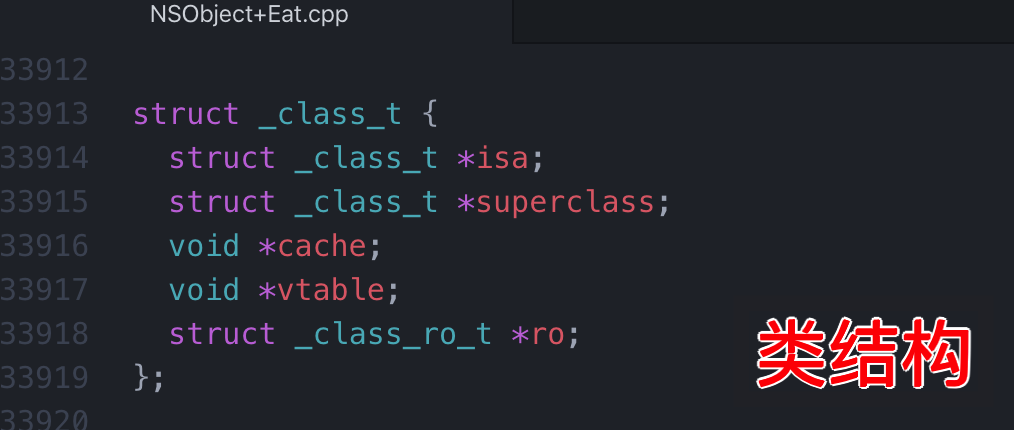 NSObject+Eat.cpp
33912
33913 struct _class_t {
33914 struct _class_t *isa;
33915 struct _class_t *superclass;
33916 void *cache;
33917 void *vtable;
33918 struct _class_ro_t *ro;
33919 };
33920
类结构